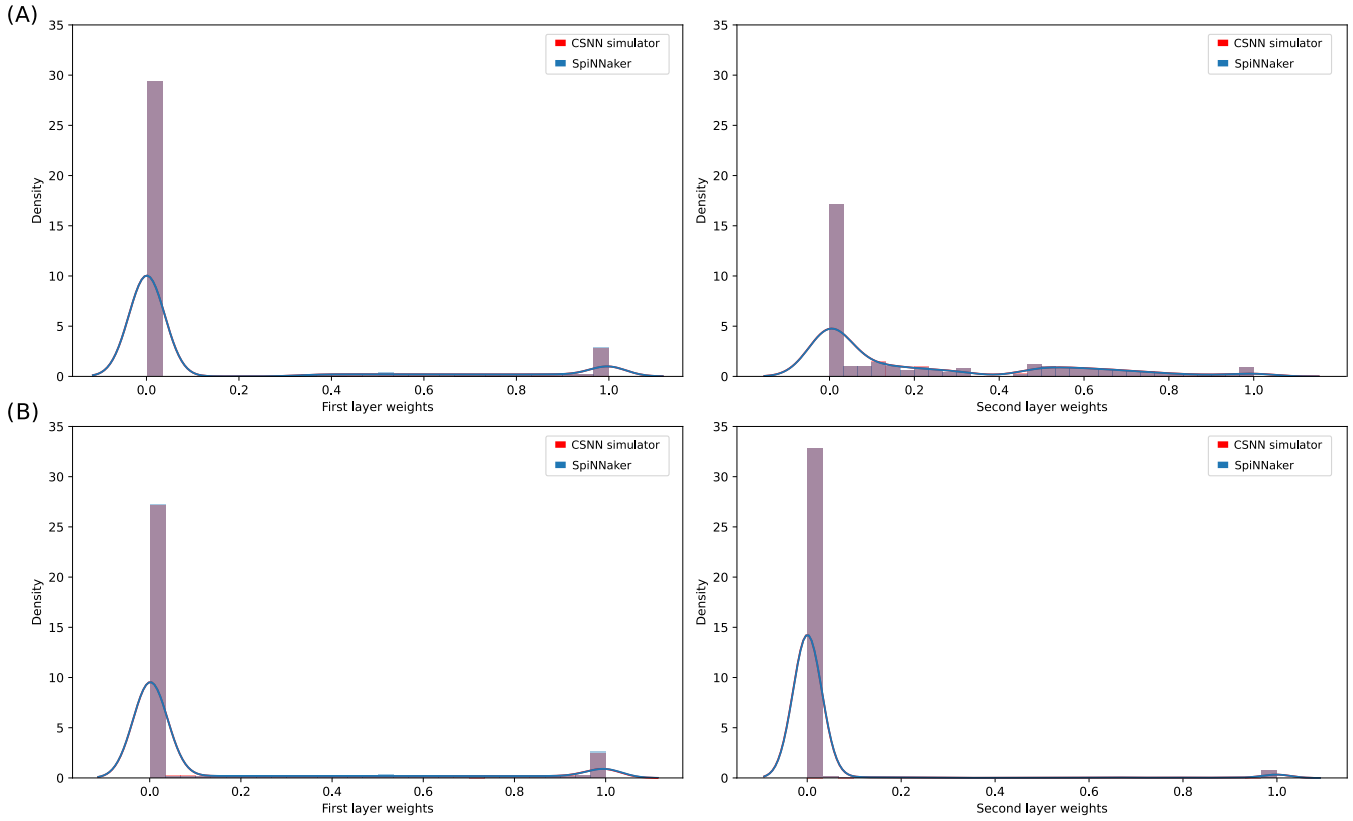 (A)
35
30
25
20
15
10
5
0
Density
0.0 0.2 0.4 0.6 0.8 1.0
First layer weights
CSNN simulator
SpiNNaker
35
30
25
20
15
10
5
0
Density
0.0 0.2 0.4 0.6 0.8 1.0
Second layer weights
CSNN simulator
SpiNNaker
(B)
35
30
25
20
15
10
5
0
Density
0.0 0.2 0.4 0.6 0.8 1.0
First layer weights
CSNN simulator
SpiNNaker
35
30
25
20
15
10
5
0
Density
0.0 0.2 0.4 0.6 0.8 1.0
Second layer weights
CSNN simulator
SpiNNaker